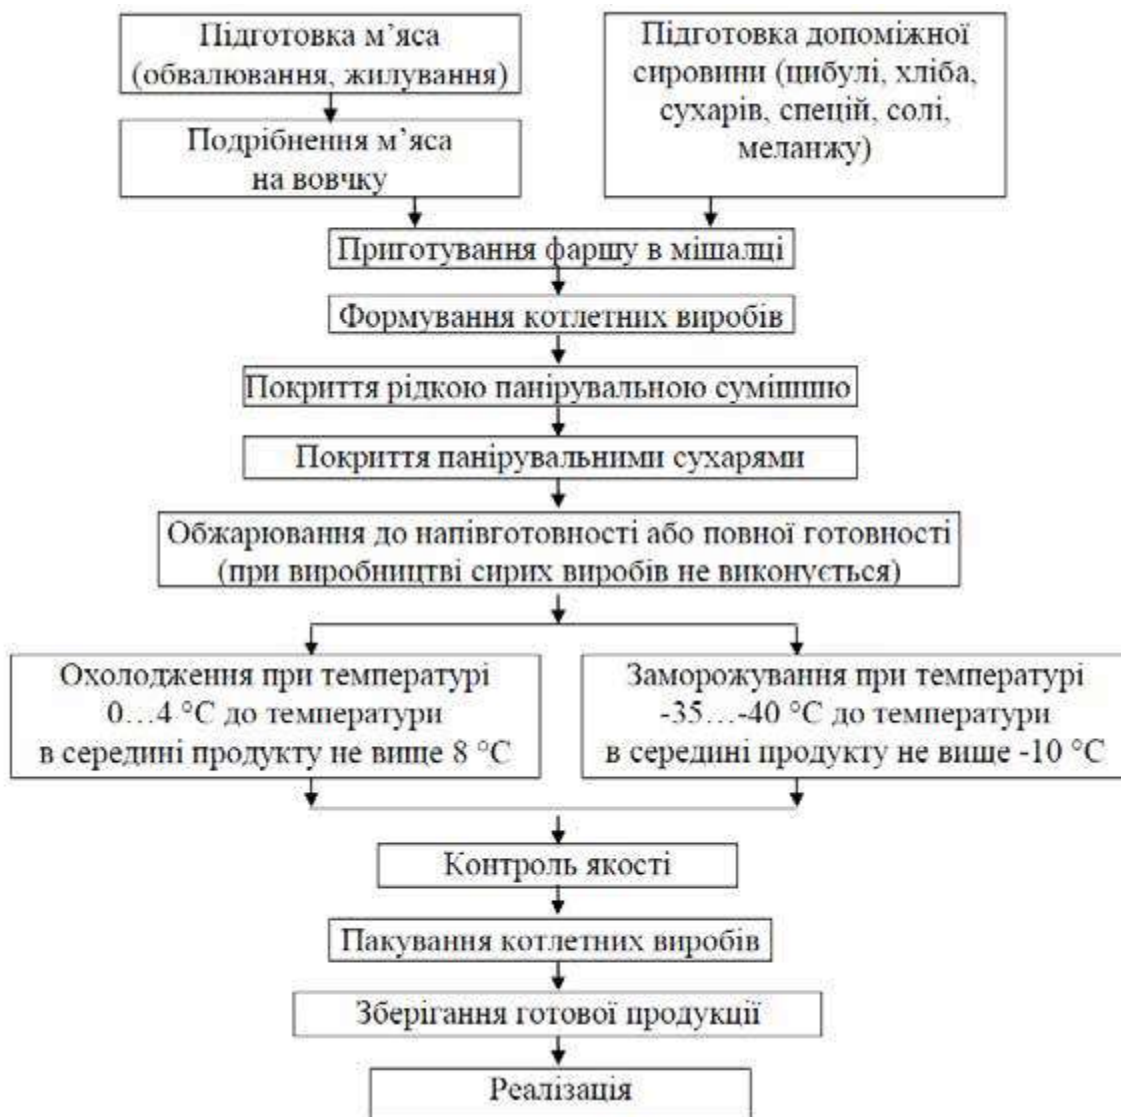 Підготовка м’яса
(обвалювання, жилування)
Подрібнення м’яса
на вовчку
Підготовка допоміжної
сировини (цибулі, хліба,
сухарів, спецій, солі,
меланжу)
Приготування фаршу в мішалці
Формування котлетних виробів
Покриття рідкою панірувальною сумішшю
Покриття панірувальними сухарями
Обжарювання до напівготовності або повної готовності
(при виробництві сирих виробів не виконується)
Охолодження при температурі
0…4 °С до температури
в середині продукту не вище 8 °С
Заморожування при температурі
-35…-40 °С до температури
в середині продукту не вище -10 °С
Контроль якості
Пакування котлетних виробів
Зберігання готової продукції
Реалізація